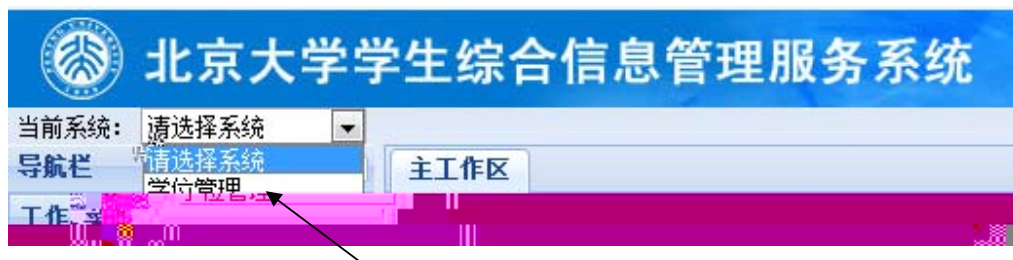 北京大学学生综合信息管理服务系统
当前系统： 请选择系统
导航栏 请选择系统 主工作区
学位管理
工作